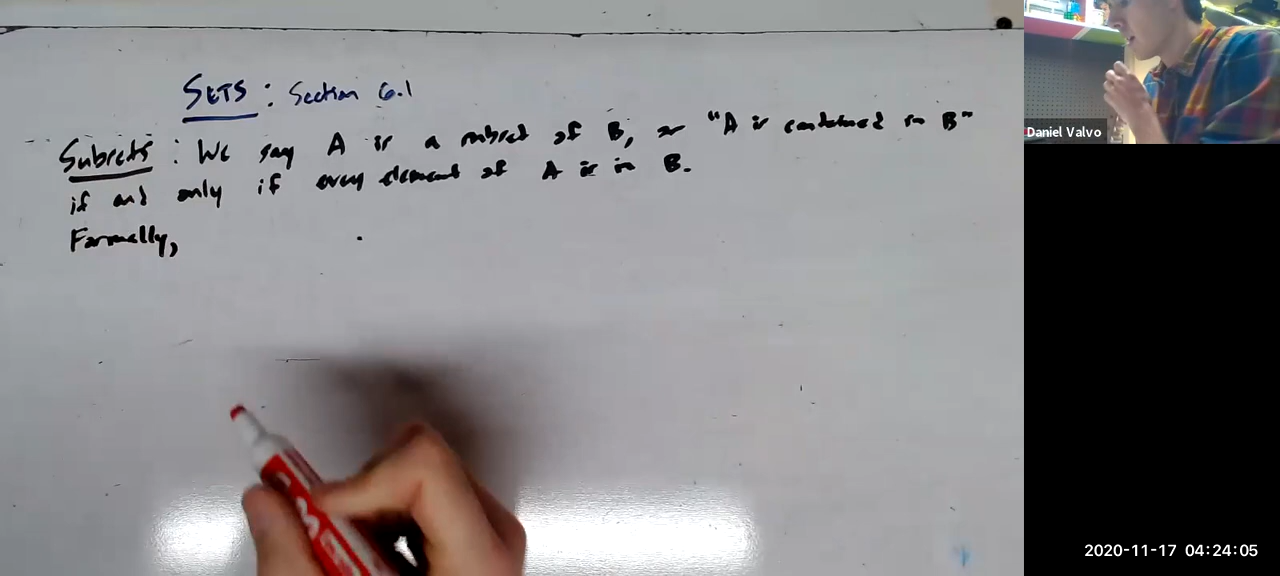 SETS: Section 6.1
Subsets: We say A is a subset of B, or "A is contained in B"
if and only if every element of A is in B.
Formally,
Daniel Valvo
2020-11-17 04:24:05